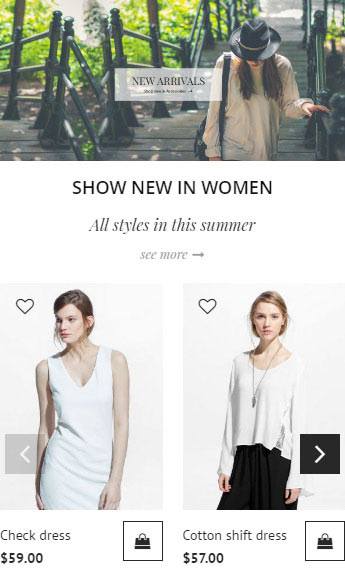 NEW ARRIVALS
SHOW NEW IN WOMEN
All styles in this summer
see more →
Check dress
$59.00
Cotton shift dress
$57.00